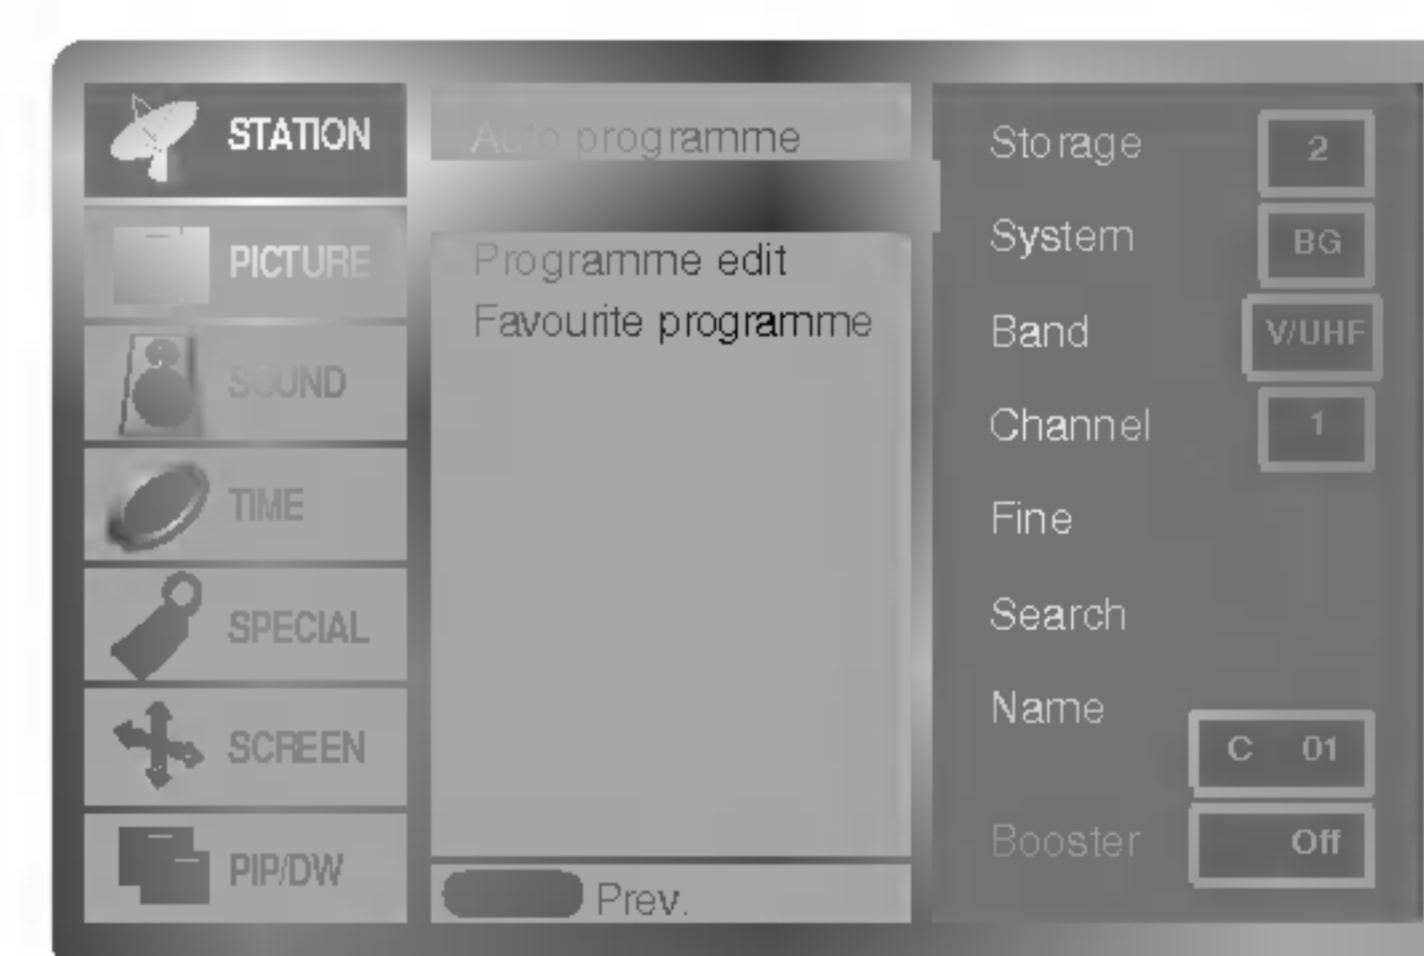 STATION
PICTURE
SOUND
TIME
SPECIAL
SCREEN
PIP/DW
Auto programme
Programme edit
Favourite programme
Prev.
Storage 2
System BG
Band V/UHF
Channel 1
Fine
Search
Name
C 01
Booster Off